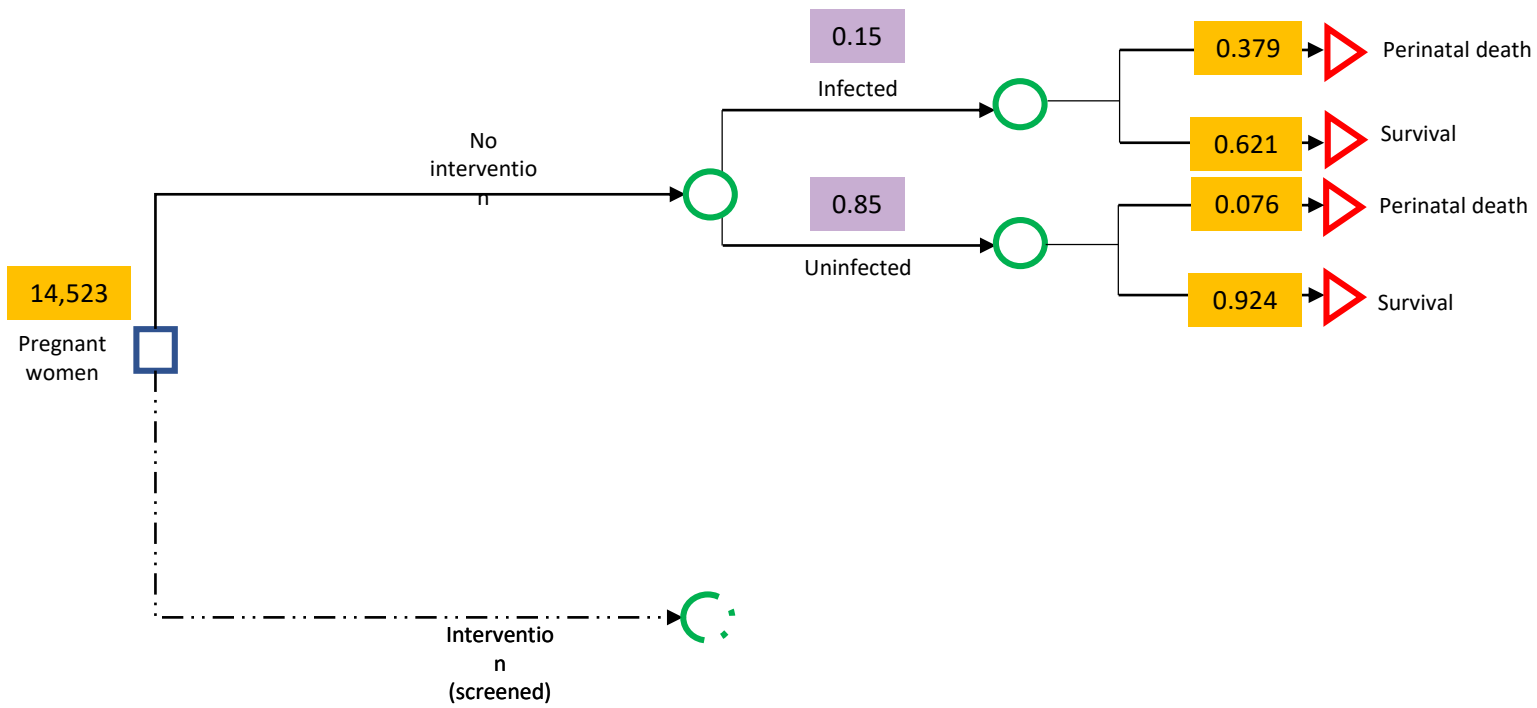 0.15
Infected
0.379
Perinatal death
0.621
Survival
No
interventio
n
0.85
Uninfected
0.076
Perinatal death
0.924
Survival
14,523
Pregnant
women
Interventio
n
(screened)